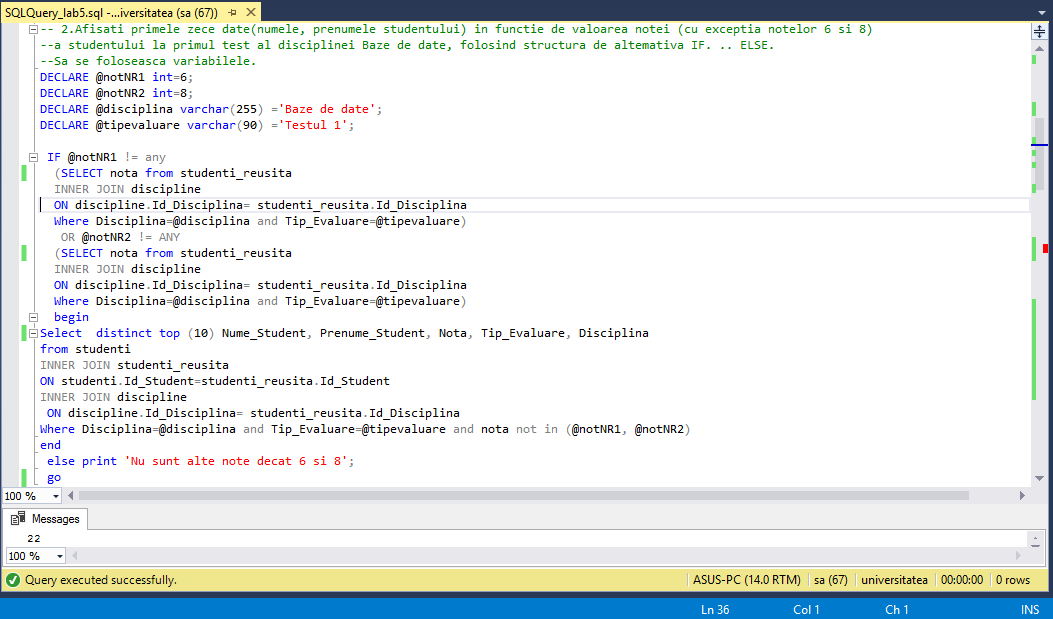 SQLQuery_lab5.sql -...iversitatea (sa (67))
-- 2.Afisati primele zece date(numele, prenumele studentului) in functie de valoarea notei (cu exceptia notelor 6 si 8)
--a studentului la primul test al disciplinei Baze de date, folosind structura de altemativa IF. .. ELSE.
--Sa se foloseasca variabilele.
DECLARE @notNR1 int=6;
DECLARE @notNR2 int=8;
DECLARE @disciplina varchar(255) ='Baze de date';
DECLARE @tipevaluare varchar(90) ='Testul 1';
IF @notNR1 != any
(SELECT nota from studenti_reusita
INNER JOIN discipline
ON discipline.Id_Disciplina= studenti_reusita.Id_Disciplina
Where Disciplina=@disciplina and Tip_Evaluare=@tipevaluare)
OR @notNR2 != ANY
(SELECT nota from studenti_reusita
INNER JOIN discipline
ON discipline.Id_Disciplina= studenti_reusita.Id_Disciplina
Where Disciplina=@disciplina and Tip_Evaluare=@tipevaluare)
begin
Select  distinct top (10) Nume_Student, Prenume_Student, Nota, Tip_Evaluare, Disciplina
from studenti
INNER JOIN studenti_reusita
ON studenti.Id_Student=studenti_reusita.Id_Student
INNER JOIN discipline
ON discipline.Id_Disciplina= studenti_reusita.Id_Disciplina
Where Disciplina=@disciplina and Tip_Evaluare=@tipevaluare and nota not in (@notNR1, @notNR2)
end
else print 'Nu sunt alte note decat 6 si 8';
go
100 %
Messages
22
100 %
Query executed successfully. ASUS-PC (14.0 RTM) sa (67) universitatea 00:00:00 0 rows
Ln 36 Col 1 Ch 1 INS